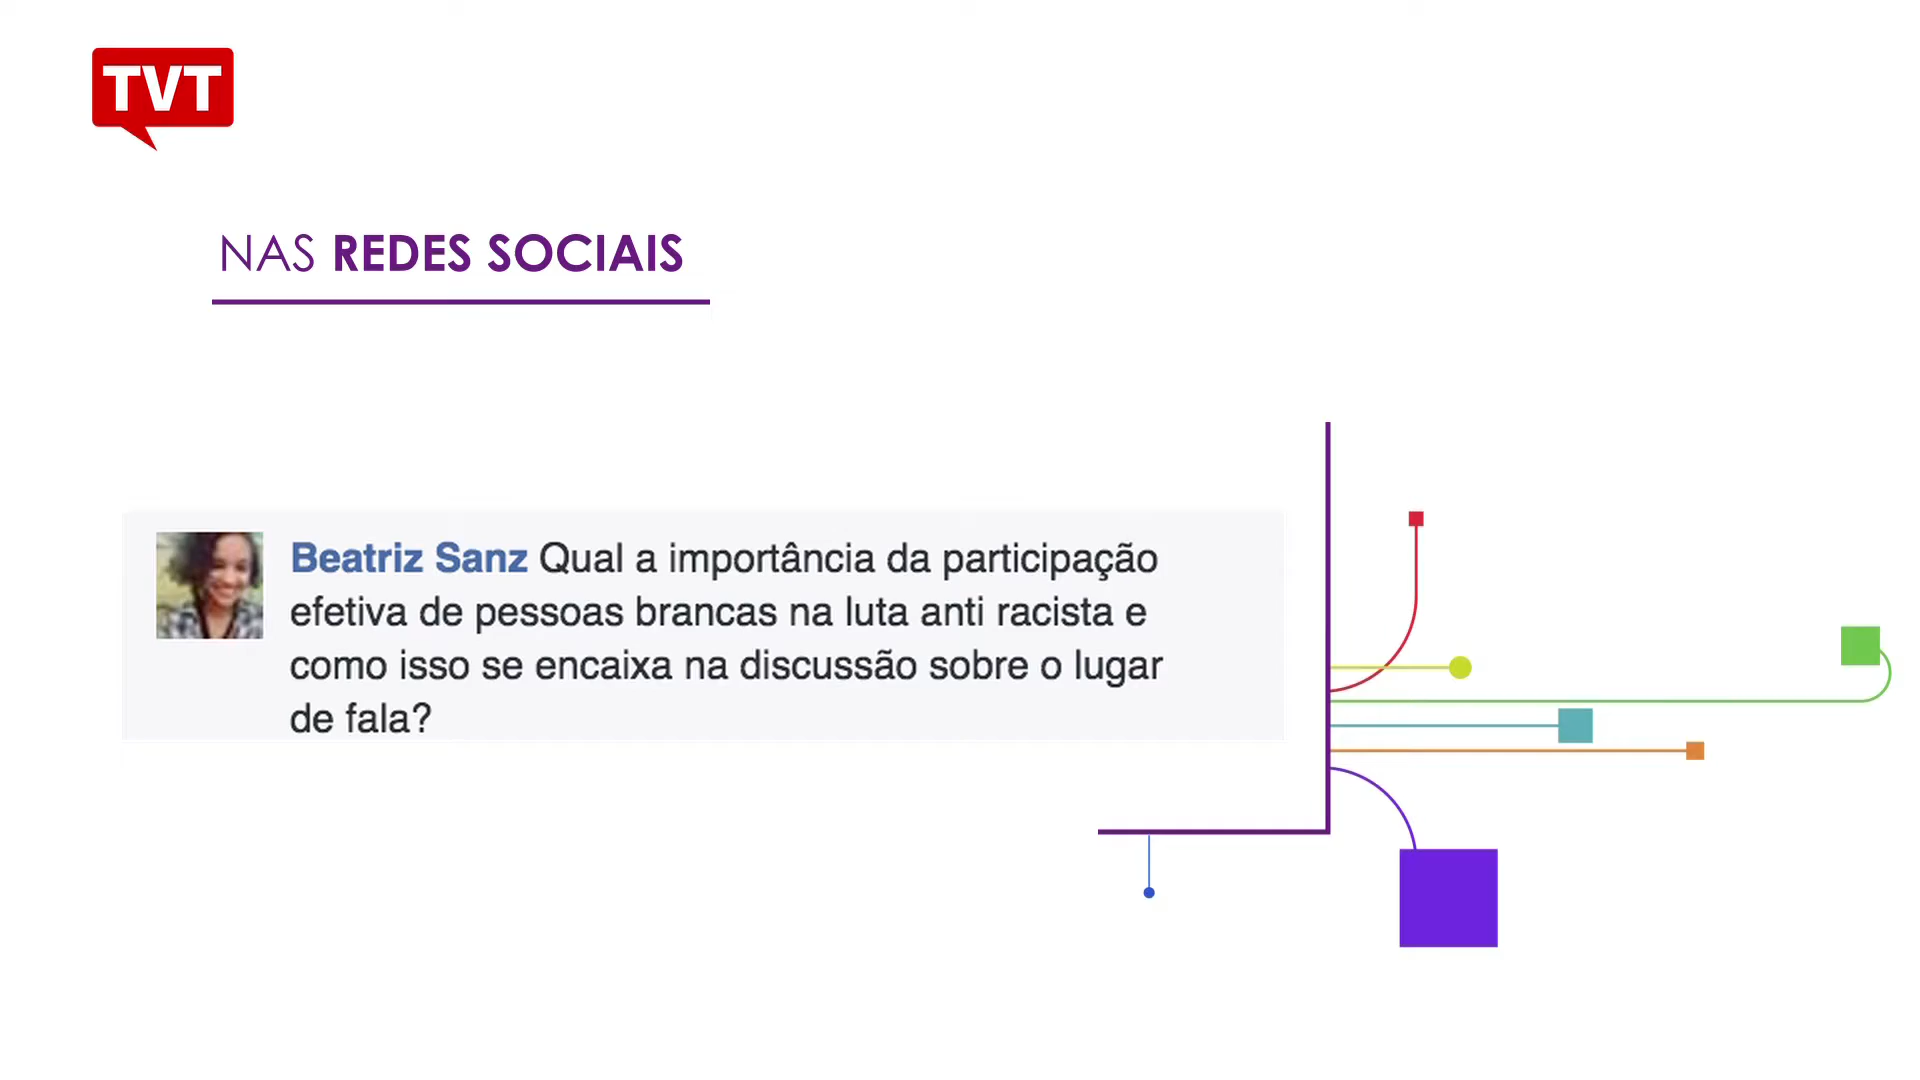 TVT
NAS REDES SOCIAIS
Beatriz Sanz Qual a importância da participação
efetiva de pessoas brancas na luta anti racista e
como isso se encaixa na discussão sobre o lugar
de fala?